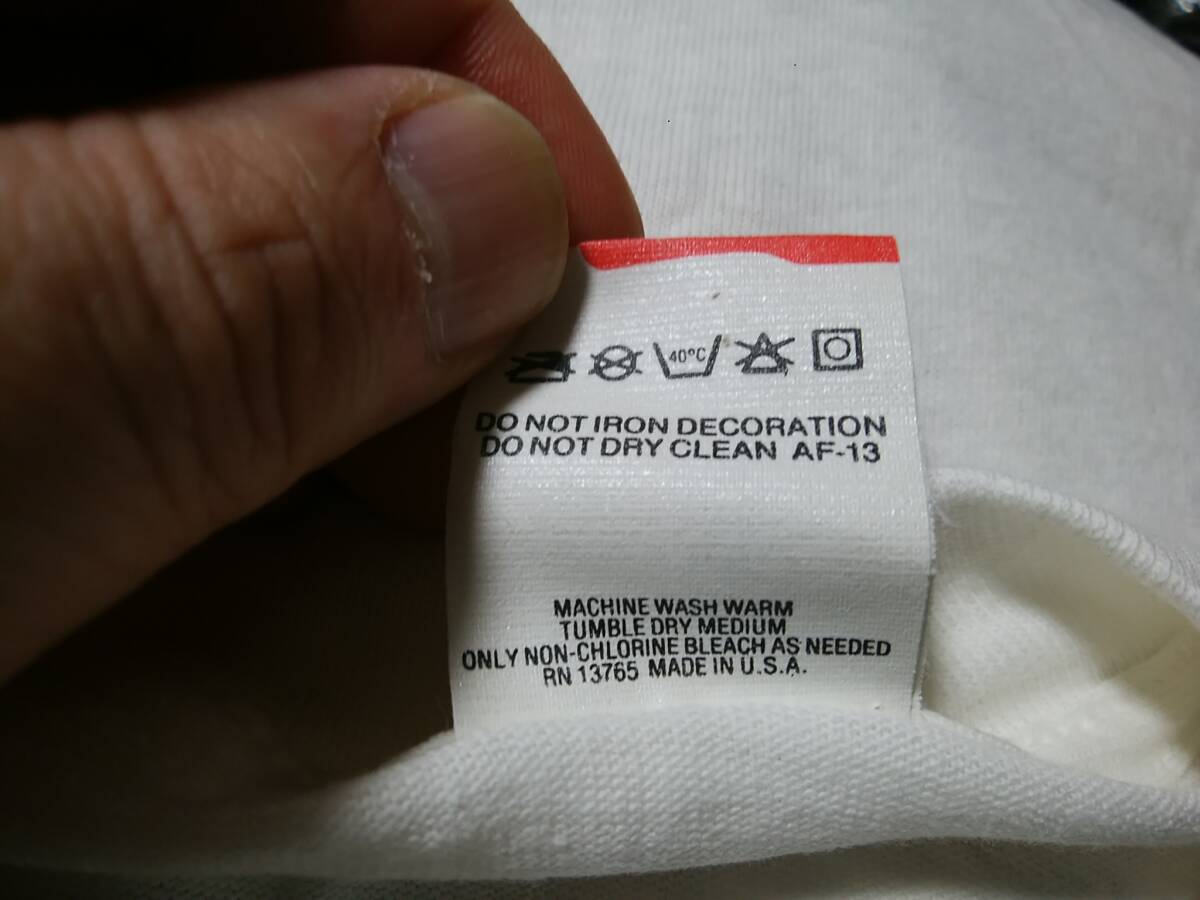 40°C
DO NOT IRON DECORATION
DO NOT DRY CLEAN AF-13
MACHINE WASH WARM
TUMBLE DRY MEDIUM
ONLY NON-CHLORINE BLEACH AS NEEDED
RN 13765 MADE IN U.S.A.